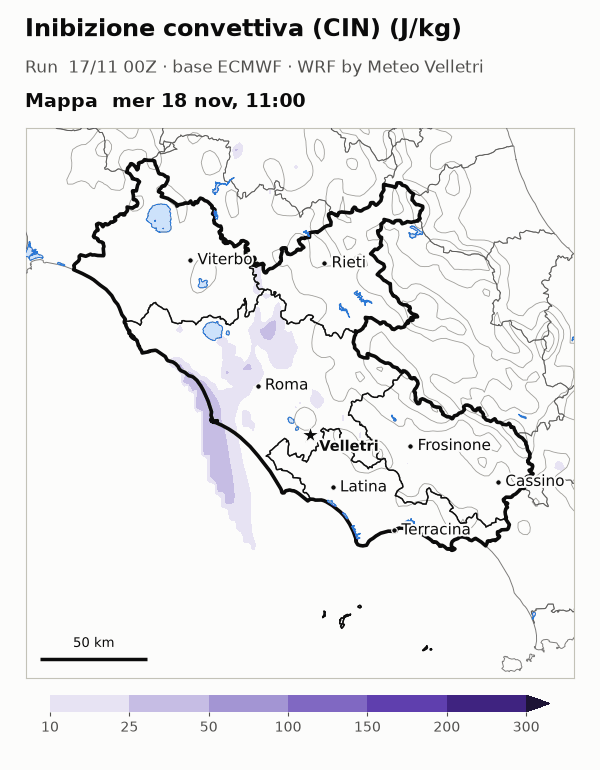 Inibizione convettiva (CIN) (J/kg)
Run 17/11 00Z · base ECMWF · WRF by Meteo Velletri
Mappa mer 18 nov, 11:00
Viterbo
Rieti
Roma
Velletri
Frosinone
Latina
Cassino
Terracina
50 km
10 25 50 100 150 200 300